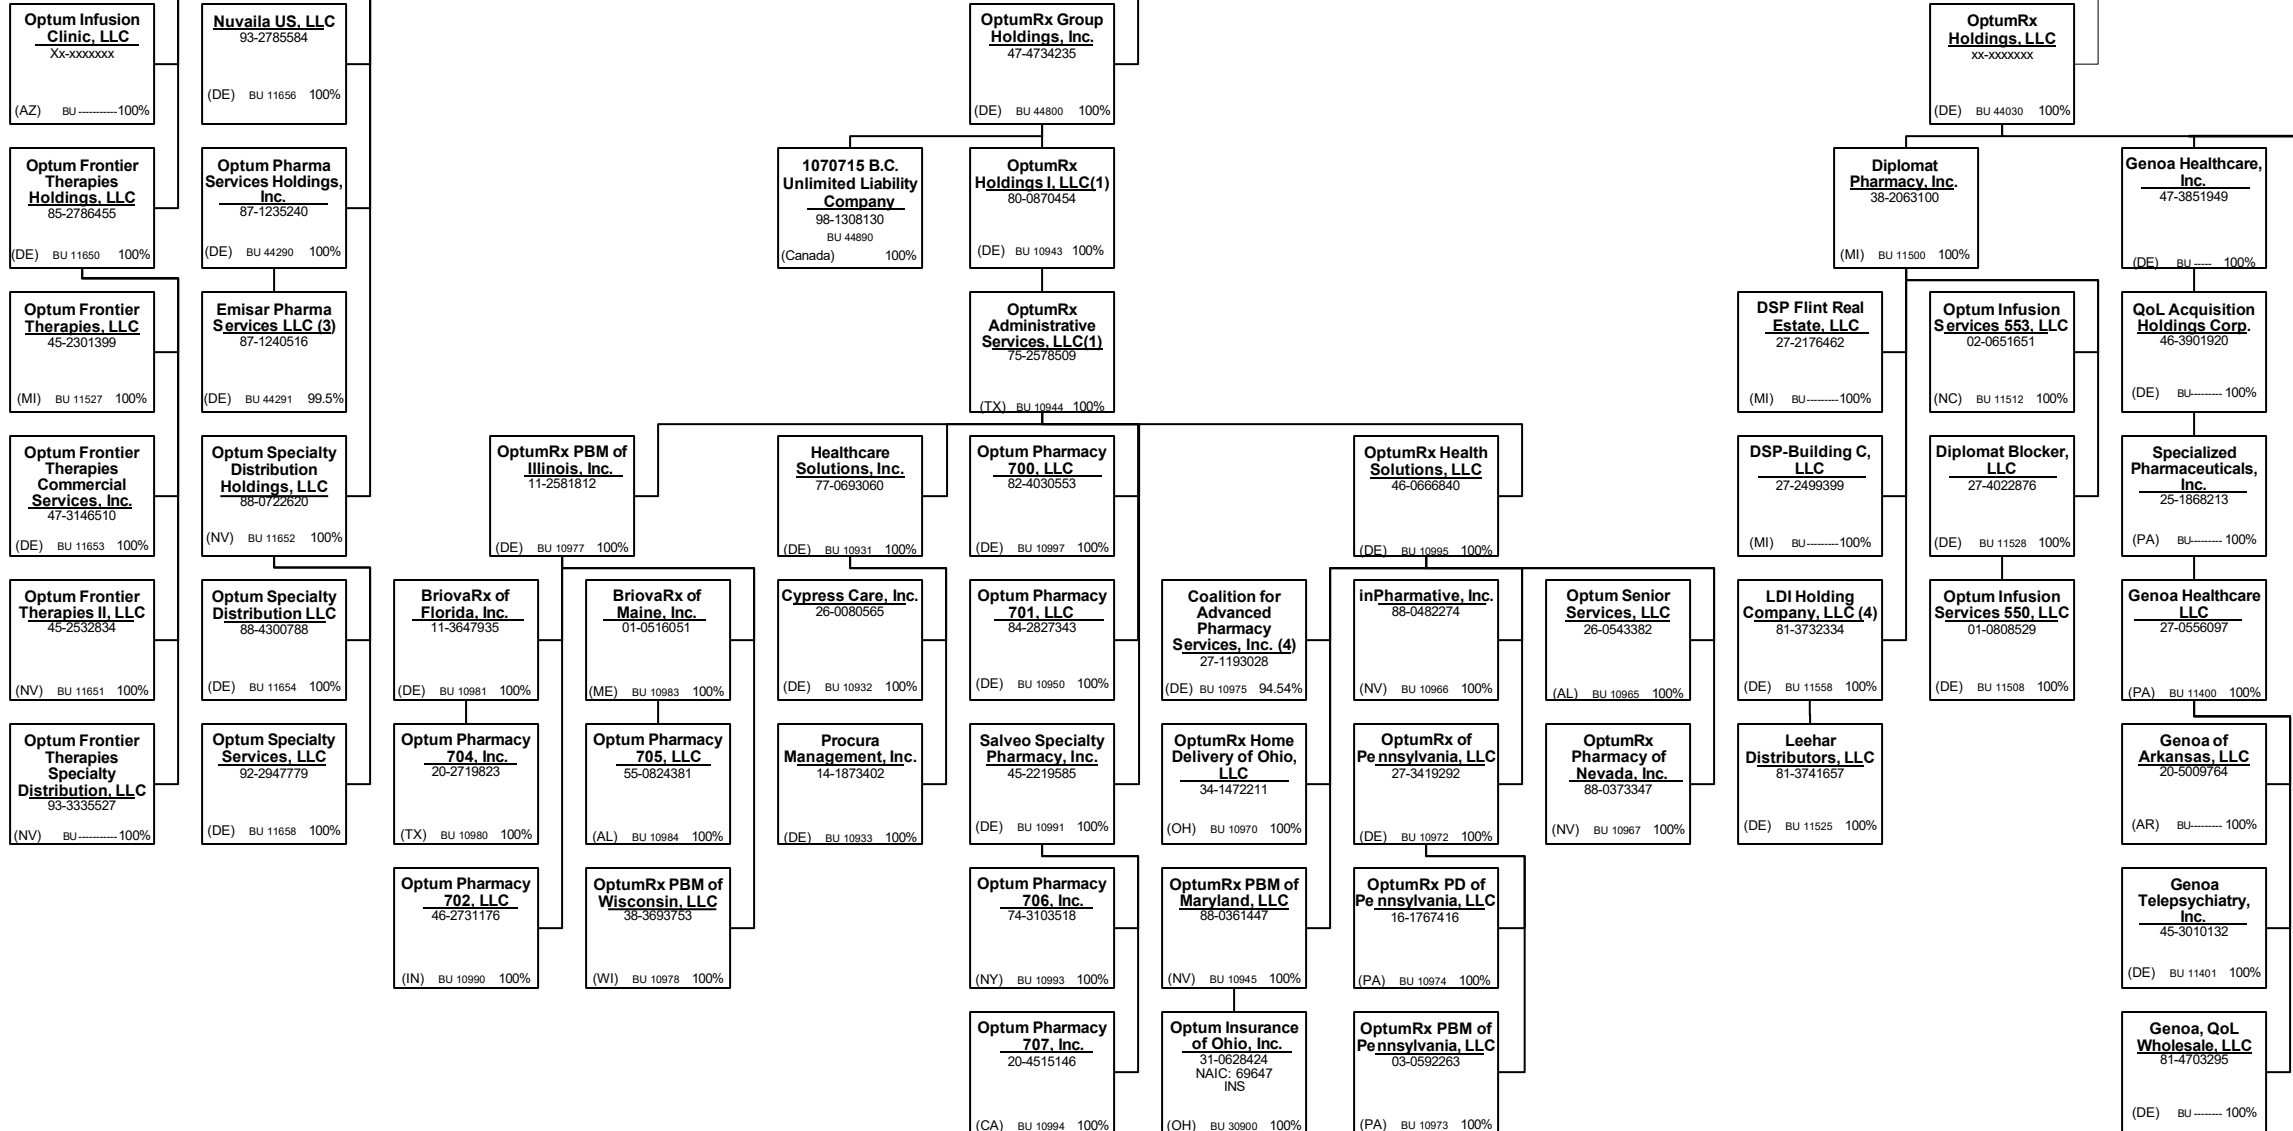 Optum Infusion
Clinic, LLC
Xx-xxxxxxx
(AZ) BU -----------100%
Nuvaila US, LLC
93-2785584
(DE) BU 11656 100%
OptumRx Group
Holdings, Inc.
47-4734235
(DE) BU 44800 100%
OptumRx
Holdings, LLC
xx-xxxxxxx
(DE) BU 44030 100%
Optum Frontier
Therapies
Holdings, LLC
85-2786455
(DE) BU 11650 100%
Optum Pharma
Services Holdings,
Inc.
87-1235240
(DE) BU 44290 100%
1070715 B.C.
Unlimited Liability
Company
98-1308130
BU 44890
(Canada) 100%
OptumRx
Holdings I, LLC(1)
80-0870454
(DE) BU 10943 100%
Diplomat
Pharmacy, Inc.
38-2063100
(MI) BU 11500 100%
Genoa Healthcare,
Inc.
47-3851949
(DE) BU ----- 100%
Optum Frontier
Therapies, LLC
45-2301399
(MI) BU 11527 100%
Emisar Pharma
Services LLC (3)
87-1240516
(DE) BU 44291 99.5%
OptumRx
Administrative
Services, LLC(1)
75-2578509
(TX) BU 10944 100%
DSP Flint Real
Estate, LLC
27-2176462
(MI) BU---------100%
Optum Infusion
Services 553, LLC
02-0651651
(NC) BU 11512 100%
QoL Acquisition
Holdings Corp.
46-3901920
(DE) BU--------- 100%
Optum Frontier
Therapies
Commercial
Services, Inc.
47-3146510
(DE) BU 11653 100%
Optum Specialty
Distribution
Holdings, LLC
88-0722620
(NV) BU 11652 100%
OptumRx PBM of
Illinois, Inc.
11-2581812
(DE) BU 10977 100%
Healthcare
Solutions, Inc.
77-0693060
(DE) BU 10931 100%
Optum Pharmacy
700, LLC
82-4030553
(DE) BU 10997 100%
OptumRx Health
Solutions, LLC
46-0666840
(DE) BU 10995 100%
DSP-Building C,
LLC
27-2499399
(MI) BU---------100%
Diplomat Blocker,
LLC
27-4022876
(DE) BU 11528 100%
Specialized
Pharmaceuticals,
Inc.
25-1868213
(PA) BU--------- 100%
Optum Frontier
Therapies II, LLC
45-2532834
(NV) BU 11651 100%
Optum Specialty
Distribution LLC
88-4300788
(DE) BU 11654 100%
BriovaRx of
Florida, Inc.
11-3647935
(DE) BU 10981 100%
BriovaRx of
Maine, Inc.
01-0516051
(ME) BU 10983 100%
Cypress Care, Inc.
26-0080565
(DE) BU 10932 100%
Optum Pharmacy
701, LLC
84-2827343
(DE) BU 10950 100%
Coalition for
Advanced
Pharmacy
Services, Inc. (4)
27-1193028
(DE) BU 10975 94.54%
inPharmative, Inc.
88-0482274
(NV) BU 10966 100%
Optum Senior
Services, LLC
26-0543382
(AL) BU 10965 100%
LDI Holding
Company, LLC (4)
81-3732334
(DE) BU 11558 100%
Optum Infusion
Services 550, LLC
01-0808529
(DE) BU 11508 100%
Genoa Healthcare
LLC
27-0556097
(PA) BU 11400 100%
Optum Frontier
Therapies
Specialty
Distribution, LLC
93-3335527
(NV) BU-----------100%
Optum Specialty
Services, LLC
92-2947779
(DE) BU 11658 100%
Optum Pharmacy
704, Inc.
20-2719823
(TX) BU 10980 100%
Optum Pharmacy
705, LLC
55-0824381
(AL) BU 10984 100%
Procura
Management, Inc.
14-1873402
(DE) BU 10933 100%
Salveo Specialty
Pharmacy, Inc.
45-2219585
(DE) BU 10991 100%
OptumRx Home
Delivery of Ohio,
LLC
34-1472211
(OH) BU 10970 100%
OptumRx of
Pennsylvania, LLC
27-3419292
(DE) BU 10972 100%
OptumRx
Pharmacy of
Nevada, Inc.
88-0373347
(NV) BU 10967 100%
Leehar
Distributors, LLC
81-3741657
(DE) BU 11525 100%
Genoa of
Arkansas, LLC
20-5009764
(AR) BU--------- 100%
Optum Pharmacy
702, LLC
46-2731176
(IN) BU 10990 100%
OptumRx PBM of
Wisconsin, LLC
38-3693753
(WI) BU 10978 100%
Optum Pharmacy
706, Inc.
74-3103518
(NY) BU 10993 100%
OptumRx PBM of
Maryland, LLC
88-0361447
(NV) BU 10945 100%
OptumRx PD of
Pennsylvania, LLC
16-1767416
(PA) BU 10974 100%
Genoa
Telepsychiatry,
Inc.
45-3010132
(DE) BU 11401 100%
Optum Pharmacy
707, Inc.
20-4515146
(CA) BU 10994 100%
Optum Insurance
of Ohio, Inc.
31-0628424
NAIC: 69647
INS
(OH) BU 30900 100%
OptumRx PBM of
Pennsylvania, LLC
03-0592263
(PA) BU 10973 100%
Genoa, QoL
Wholesale, LLC
81-4703295
(DE) BU -------- 100%